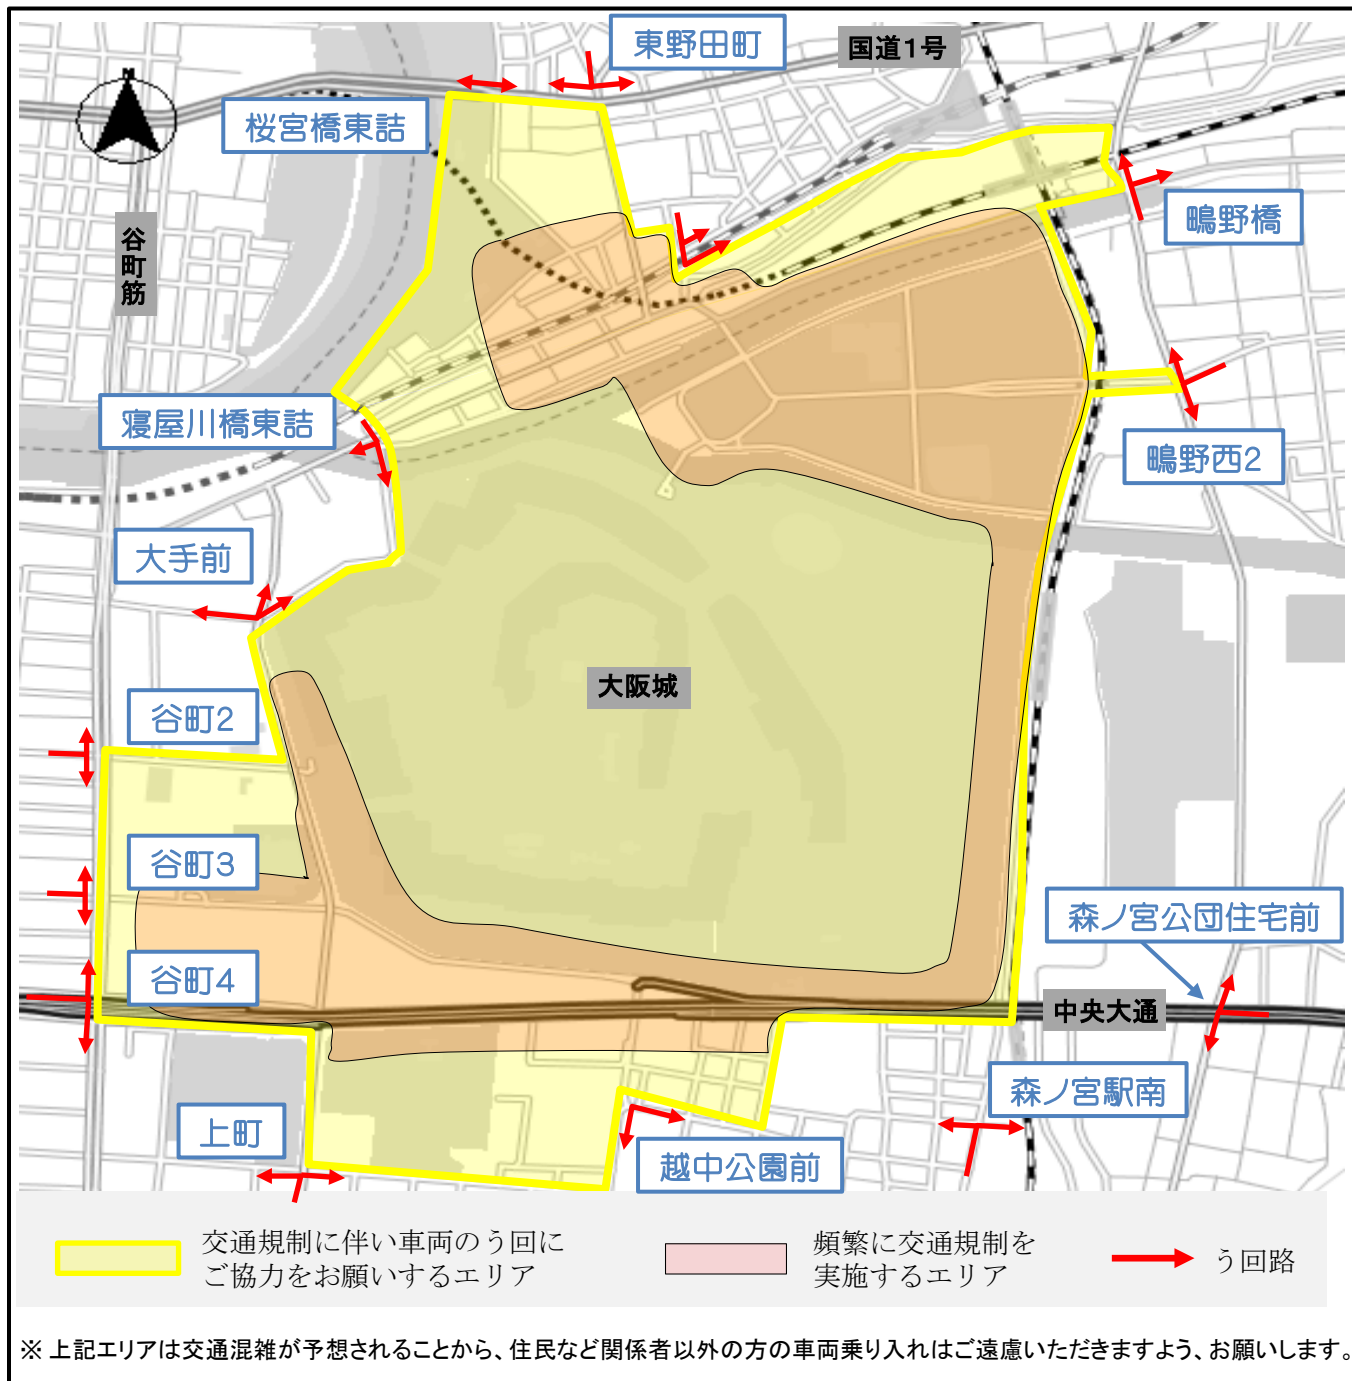 東野田町
国道1号
N
桜宮橋東詰
鴫野橋
谷町筋
寝屋川橋東詰
鴫野西2
大手前
大阪城
谷町2
谷町3
森ノ宮公団住宅前
谷町4
中央大通
森ノ宮駅南
上町
越中公園前
交通規制に伴い車両のう回に
ご協力をお願いするエリア
頻繁に交通規制を
実施するエリア
う回路
※ 上記エリアは交通混雑が予想されることから、住民など関係者以外の方の車両乗り入れはご遠慮いただきますよう、お願いします。